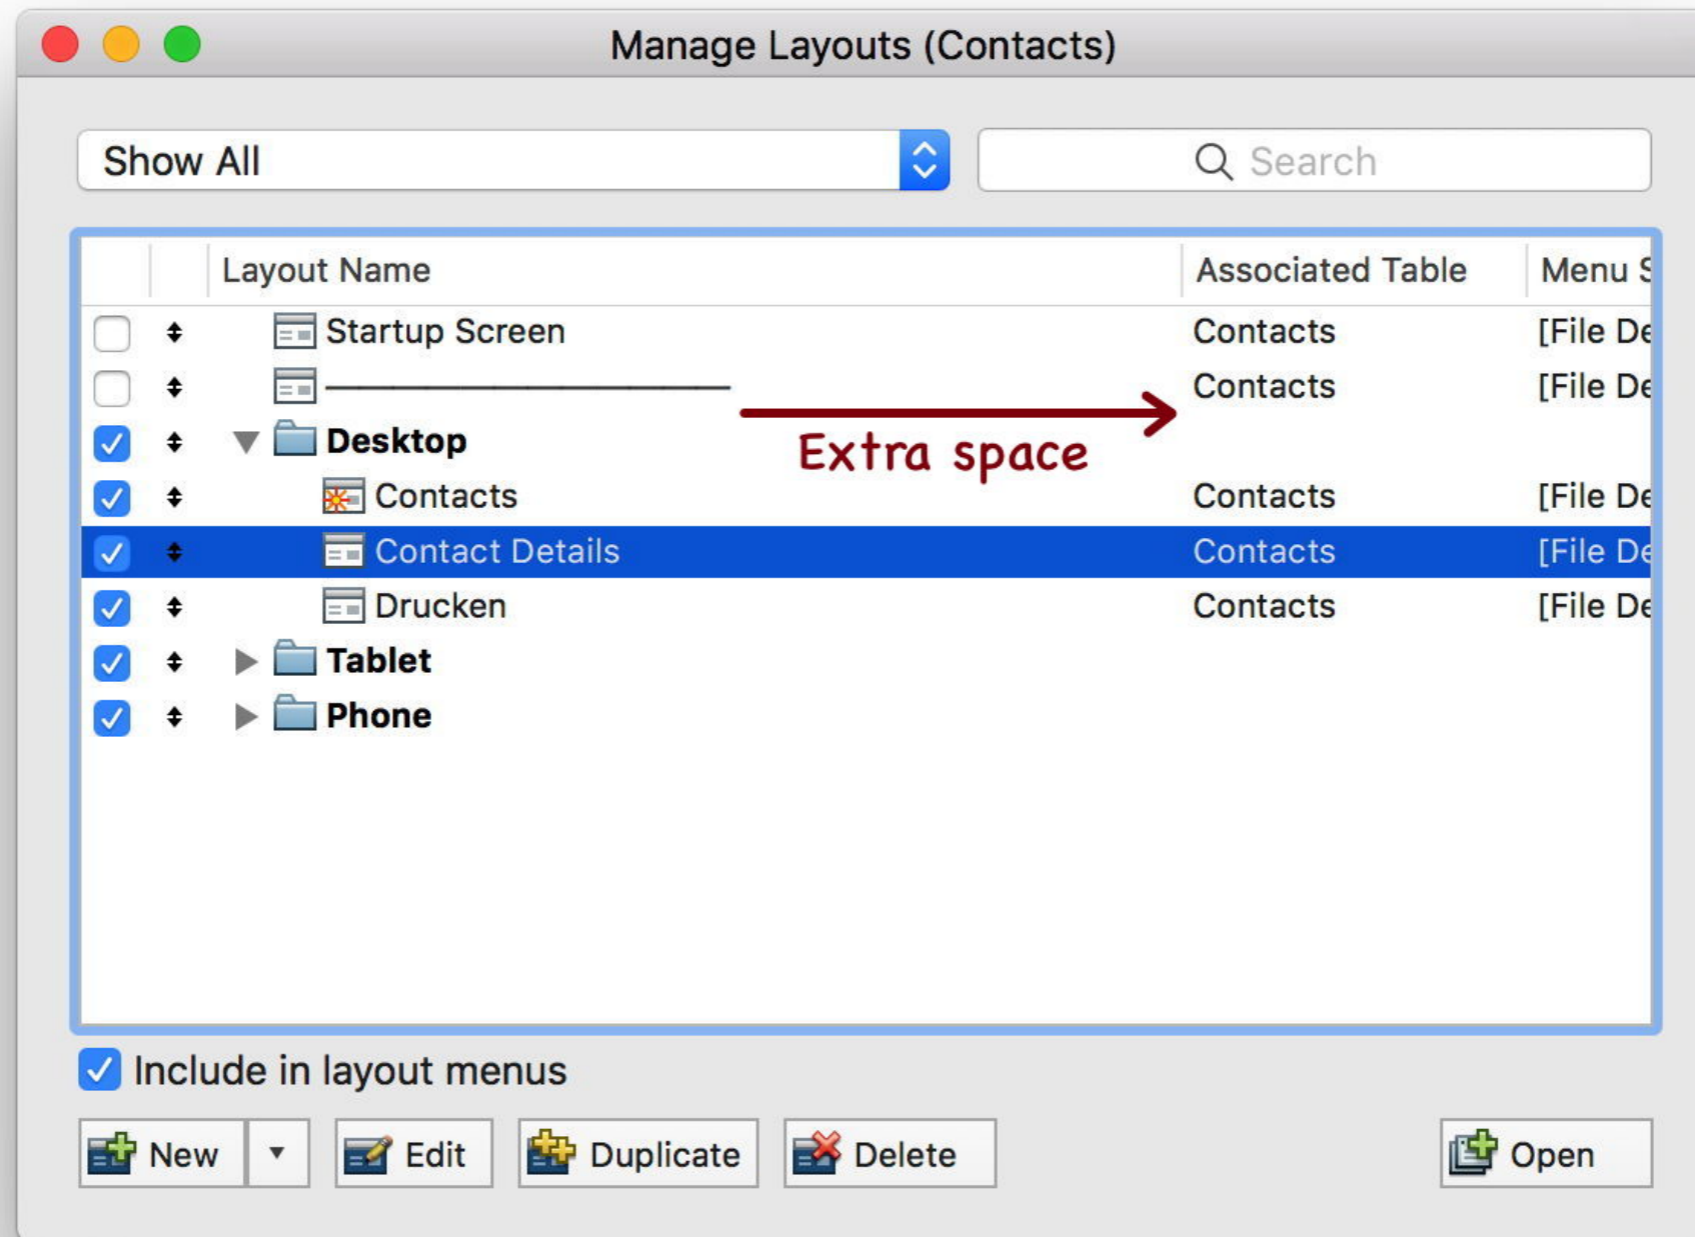 Manage Layouts (Contacts)
Show All
Search
Layout Name Associated Table Menu S
Startup Screen Contacts [File De
Contacts [File De
Extra space
Desktop
Contacts Contacts [File De
Contact Details Contacts [File De
Drucken Contacts [File De
Tablet
Phone
Include in layout menus
New Edit Duplicate Delete Open